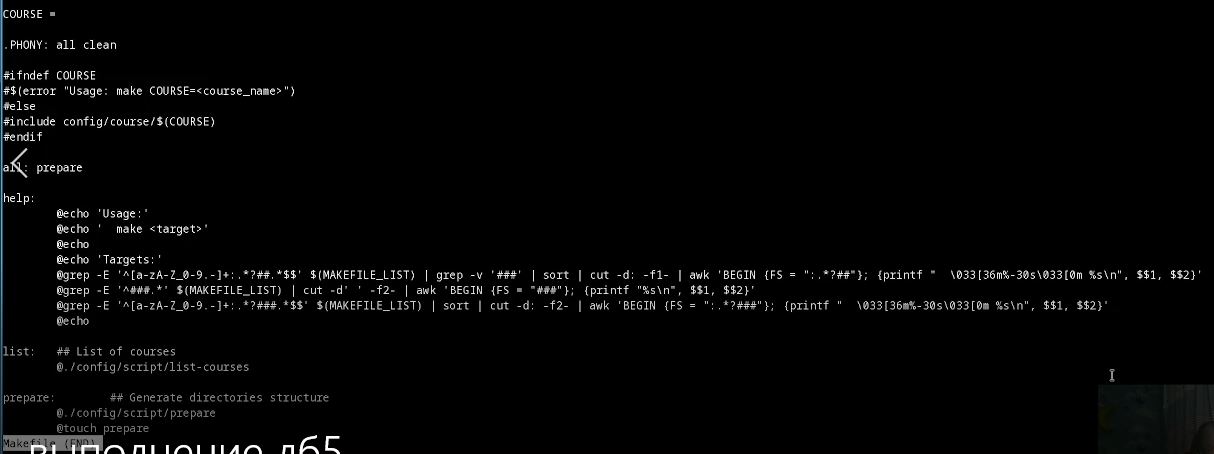 COURSE =
.PHONY: all clean
#ifndef COURSE
#$(error "Usage: make COURSE=<course_name>")
#else
#include config/course/$(COURSE)
#endif
all: prepare
help:
@echo 'Usage:'
@echo '  make <target>'
@echo
@echo 'Targets:'
@grep -E '^[a-zA-Z_0-9.-]+:.*?##.*$$' $(MAKEFILE_LIST) | grep -v '###' | sort | cut -d: -f1- | awk 'BEGIN {FS = ":.*?##"}; {printf "  \033[36m%-30s\033[0m %s\n", $$1, $$2}'
@grep -E '^###.*' $(MAKEFILE_LIST) | cut -d' ' -f2- | awk 'BEGIN {FS = "###"}; {printf "%s\n", $$1, $$2}'
@grep -E '^[a-zA-Z_0-9.-]+:.*?###.*$$' $(MAKEFILE_LIST) | sort | cut -d: -f2- | awk 'BEGIN {FS = ":.*?###"}; {printf "  \033[36m%-30s\033[0m %s\n", $$1, $$2}'
@echo
list:   ## List of courses
@./config/script/list-courses
prepare:        ## Generate directories structure
@./config/script/prepare
@touch prepare
Makefile (END)
выполнение лб5